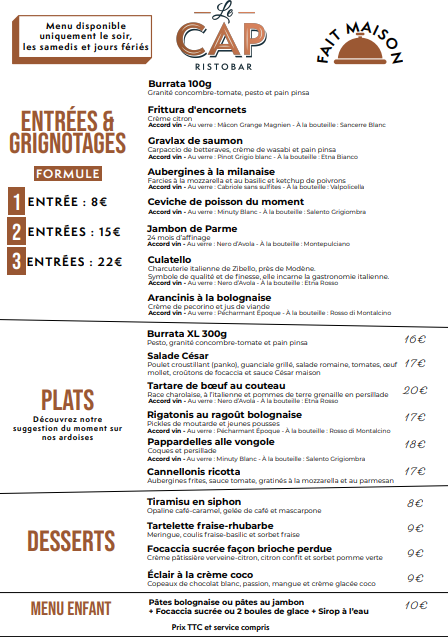 Menu disponible
uniquement le soir,
les samedis et jours fériés
Le
CAP
RISTOBAR
FAIT MAISON
ENTRÉES &
GRIGNOTAGES
FORMULE
1 ENTRÉE : 8€
2 ENTRÉES : 15€
3 ENTRÉES : 22€
Burrata 100g
Granité concombre-tomate, pesto et pain pinsa
Frittura d'encornets
Crème citron
Accord vin - Au verre : Mâcon Grange Magnien - À la bouteille : Sancerre Blanc
Gravlax de saumon
Carpaccio de betteraves, crème de wasabi et pain pinsa
Accord vin - Au verre : Pinot Grigio blanc - À la bouteille : Etna Bianco
Aubergines à la milanaise
Farcies à la mozzarella et au basilic et ketchup de poivrons
Accord vin - Au verre : Cabriole sans sulfites - À la bouteille : Valpolicella
Ceviche de poisson du moment
Accord vin - Au verre : Minuty Blanc - À la bouteille : Salento Grigiombra
Jambon de Parme
24 mois d'affinage
Accord vin - Au verre : Nero d'Avola - À la bouteille : Montepulciano
Culatello
Charcuterie italienne de Zibello, près de Modène.
Symbole de qualité et de finesse, elle incarne la gastronomie italienne.
Accord vin - Au verre : Nero d'Avola - À la bouteille : Etna Rosso
Arancinis à la bolognaise
Crème de pecorino et jus de viande
Accord vin - Au verre : Pécharmant Époque - À la bouteille : Rosso di Montalcino
PLATS
Découvrez notre
suggestion du moment sur
nos ardoises
Burrata XL 300g 16€
Pesto, granité concombre-tomate et pain pinsa
Salade César 17€
Poulet croustillant (panko), guanciale grillé, salade romaine, tomates, œuf
mollet, croûtons de focaccia et sauce César maison
Tartare de bœuf au couteau 20€
Race charolaise, à l'italienne et pommes de terre grenaille en persillade
Accord vin - Au verre : Nero d'Avola - À la bouteille : Etna Rosso
Rigatonis au ragoût bolognaise 17€
Pickles de moutarde et jeunes pousses
Accord vin - Au verre : Pécharmant Époque - À la bouteille : Rosso di Montalcino
Pappardelles alle vongole 18€
Coques et persillade
Accord vin - Au verre : Minuty Blanc - À la bouteille : Salento Grigiombra
Cannellonis ricotta 17€
Aubergines frites, sauce tomate, gratinés à la mozzarella et au parmesan
DESSERTS
Tiramisu en siphon 8€
Opaline café-caramel, gelée de café et mascarpone
Tartelette fraise-rhubarbe 9€
Meringue, coulis fraise-basilic et sorbet fraise
Focaccia sucrée façon brioche perdue 9€
Crème pâtissière verveine-citron, citron confit et sorbet pomme verte
Éclair à la crème coco 9€
Copeaux de chocolat blanc, passion, mangue et crème glacée coco
MENU ENFANT
Pâtes bolognaise ou pâtes au jambon 10€
+ Focaccia sucrée ou 2 boules de glace + Sirop à l'eau
Prix TTC et service compris